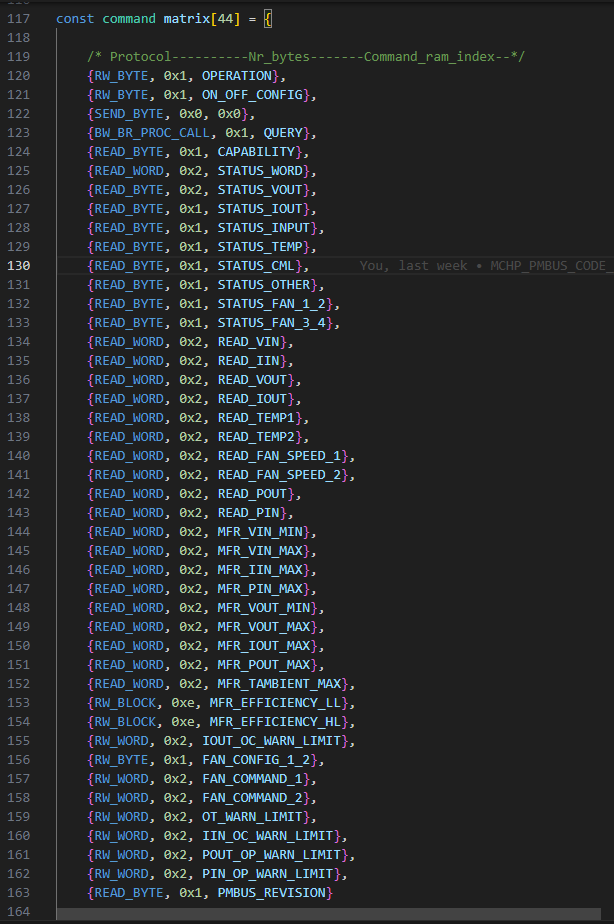 117 const command matrix[44] = {
118
119 /* Protocol----------Nr_bytes-------Command_ram_index--*/
120 {RW_BYTE, 0x1, OPERATION},
121 {RW_BYTE, 0x1, ON_OFF_CONFIG},
122 {SEND_BYTE, 0x0, 0x0},
123 {BW_BR_PROC_CALL, 0x1, QUERY},
124 {READ_BYTE, 0x1, CAPABILITY},
125 {READ_WORD, 0x2, STATUS_WORD},
126 {READ_BYTE, 0x2, STATUS_VOUT},
127 {READ_BYTE, 0x1, STATUS_IOUT},
128 {READ_BYTE, 0x1, STATUS_INPUT},
129 {READ_BYTE, 0x1, STATUS_TEMP},
130 {READ_BYTE, 0x1, STATUS_CML}, You, last week • MCHP_PMBUS_CODE_
131 {READ_BYTE, 0x1, STATUS_OTHER},
132 {READ_BYTE, 0x1, STATUS_FAN_1_2},
133 {READ_BYTE, 0x1, STATUS_FAN_3_4},
134 {READ_WORD, 0x2, READ_VIN},
135 {READ_WORD, 0x2, READ_IIN},
136 {READ_WORD, 0x2, READ_VOUT},
137 {READ_WORD, 0x2, READ_IOUT},
138 {READ_WORD, 0x2, READ_TEMP1},
139 {READ_WORD, 0x2, READ_TEMP2},
140 {READ_WORD, 0x2, READ_FAN_SPEED_1},
141 {READ_WORD, 0x2, READ_FAN_SPEED_2},
142 {READ_WORD, 0x2, READ_POUT},
143 {READ_WORD, 0x2, READ_PIN},
144 {READ_WORD, 0x2, MFR_VIN_MIN},
145 {READ_WORD, 0x2, MFR_VIN_MAX},
146 {READ_WORD, 0x2, MFR_IIN_MAX},
147 {READ_WORD, 0x2, MFR_PIN_MAX},
148 {READ_WORD, 0x2, MFR_VOUT_MIN},
149 {READ_WORD, 0x2, MFR_VOUT_MAX},
150 {READ_WORD, 0x2, MFR_IOUT_MAX},
151 {READ_WORD, 0x2, MFR_POUT_MAX},
152 {READ_WORD, 0x2, MFR_TAMBIENT_MAX},
153 {RW_BLOCK, 0xe, MFR_EFFICIENCY_LL},
154 {RW_BLOCK, 0xe, MFR_EFFICIENCY_HL},
155 {RW_WORD, 0x2, IOUT_OC_WARN_LIMIT},
156 {RW_BYTE, 0x1, FAN_CONFIG_1_2},
157 {RW_WORD, 0x2, FAN_COMMAND_1},
158 {RW_WORD, 0x2, FAN_COMMAND_2},
159 {RW_WORD, 0x2, OT_WARN_LIMIT},
160 {RW_WORD, 0x2, IIN_OC_WARN_LIMIT},
161 {RW_WORD, 0x2, POUT_OP_WARN_LIMIT},
162 {RW_WORD, 0x2, PIN_OP_WARN_LIMIT},
163 {READ_BYTE, 0x1, PMBUS_REVISION}
164